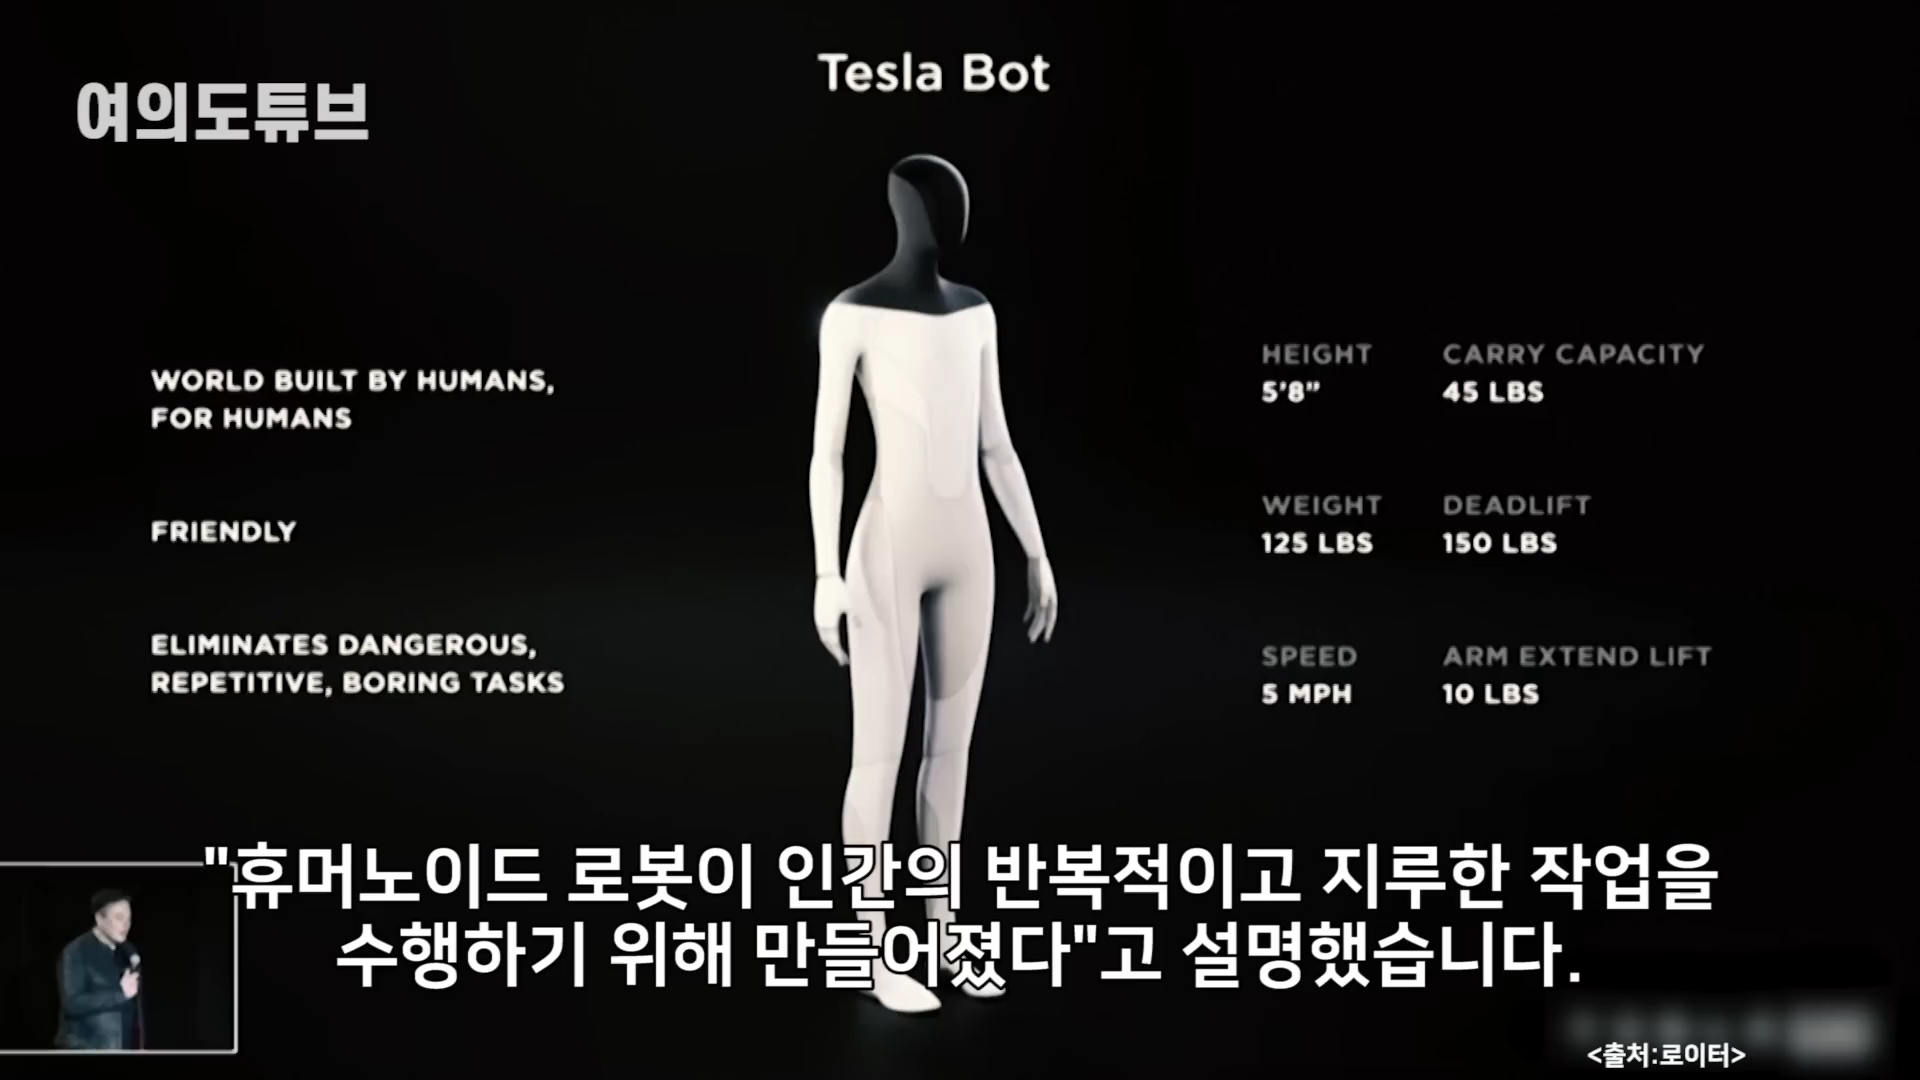 Tesla Bot
여의도튜브
WORLD BUILT BY HUMANS,
FOR HUMANS
FRIENDLY
ELIMINATES DANGEROUS,
REPETITIVE, BORING TASKS
HEIGHT
5'8”
CARRY CAPACITY
45 LBS
WEIGHT
125 LBS
DEADLIFT
150 LBS
SPEED
5 MPH
ARM EXTEND LIFT
10 LBS
"휴머노이드 로봇이 인간의 반복적이고 지루한 작업을
수행하기 위해 만들어졌다"고 설명했습니다.
<출처:로이터>